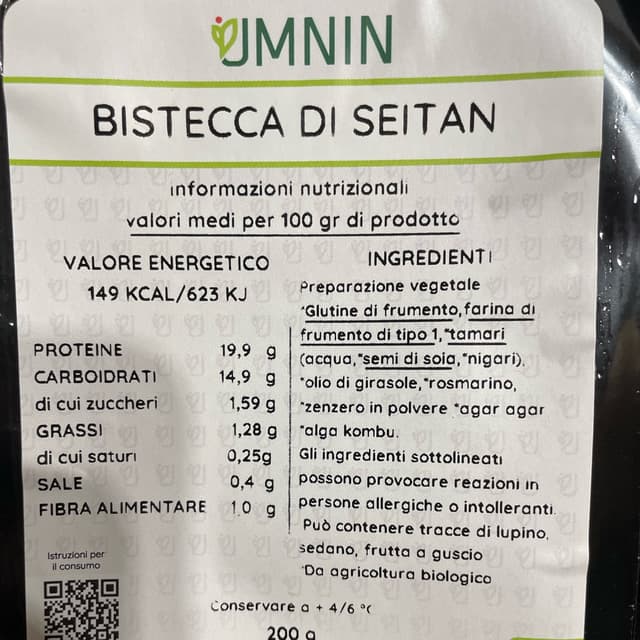 UMNIN
BISTECCA DI SEITAN
informazioni nutrizionali
valori medi per 100 gr di prodotto
VALORE ENERGETICO
149 KCAL/623 KJ
PROTEINE 19,9 g
CARBOIDRATI 14,9 g
di cui zuccheri 1,59 g
GRASSI 1,28 g
di cui saturi 0,25g
SALE 0,4 g
FIBRA ALIMENTARE 1.0 g
INGREDIENTI
Preparazione vegetale
*Glutine di frumento, farina di
frumento di tipo 1, *tamari
(acqua, *semi di soia, *nigari),
*olio di girasole, *rosmarino,
*zenzero in polvere *agar agar
*alga kombu.
Gli ingredienti sottolineati
possono provocare reazioni in
persone allergiche o intolleranti.
Può contenere tracce di lupino,
sedano, frutta a guscio
*Da agricoltura biologica
Istruzioni per
il consumo
Conservare a + 4/6 °C
200 g